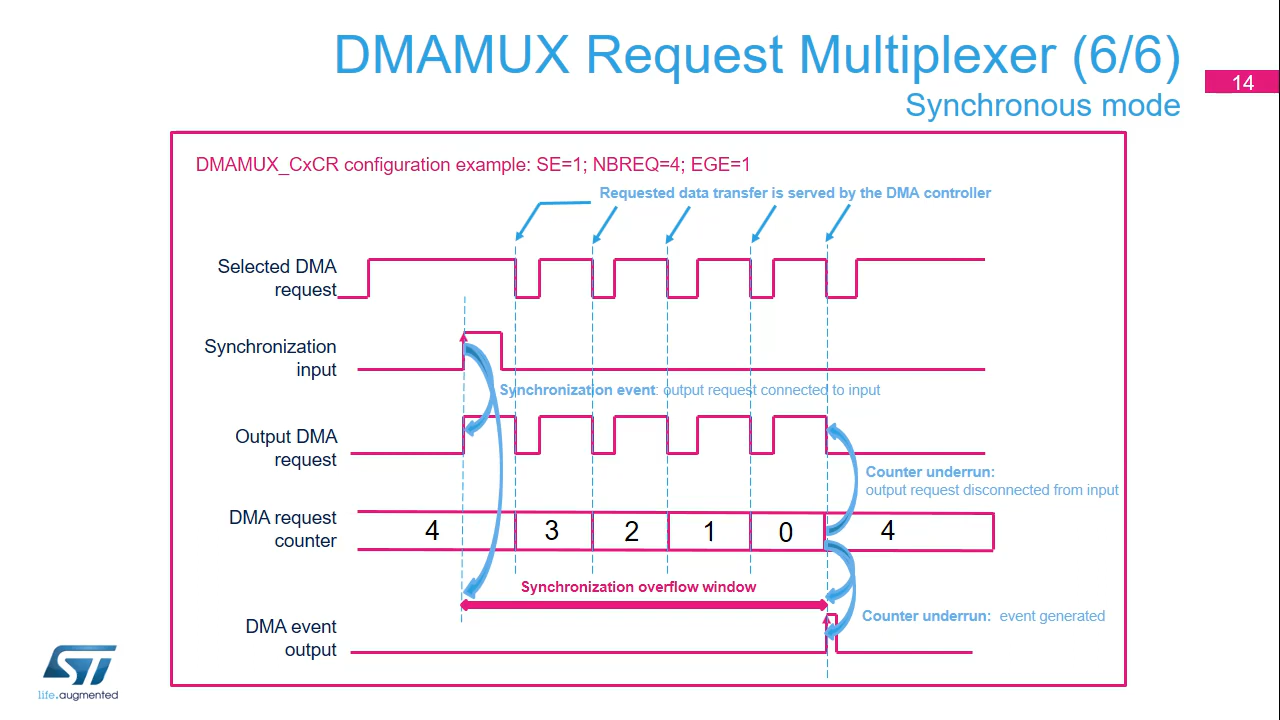 DMAMUX Request Multiplexer (6/6)
Synchronous mode
14
DMAMUX_CxCR configuration example: SE=1; NBREQ=4; EGE=1
Requested data transfer is served by the DMA controller
Selected DMA
request
Synchronization
input
Synchronization event: output request connected to input
Output DMA
request
Counter underrun:
output request disconnected from input
DMA request
counter
4 3 2 1 0 4
Synchronization overflow window
Counter underrun: event generated
DMA event
output
ST
life.augmented